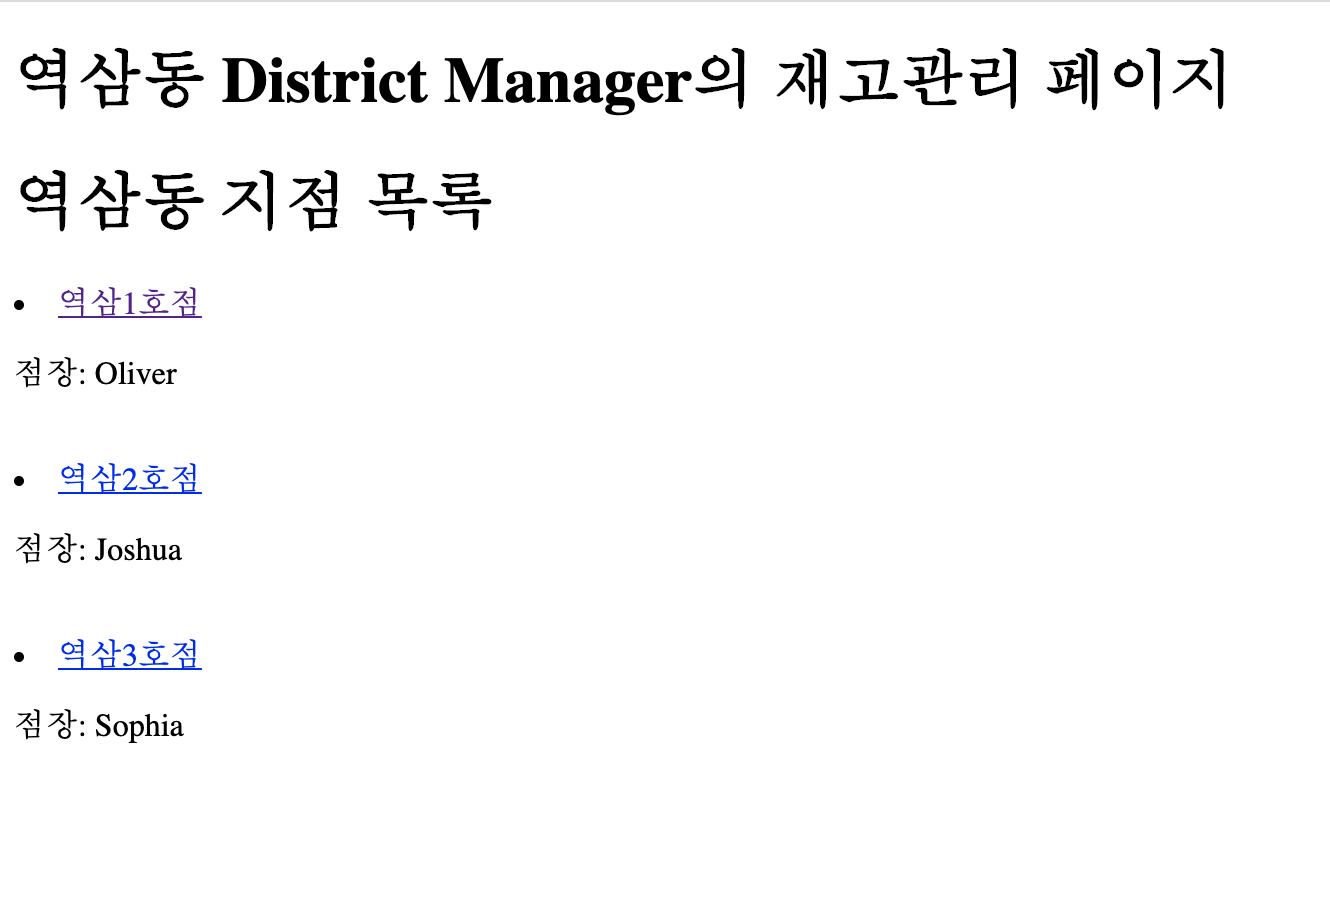 역삼동 District Manager의 재고관리 페이지
역삼동 지점 목록
• 역삼1호점
점장: Oliver
• 역삼2호점
점장: Joshua
• 역삼3호점
점장: Sophia